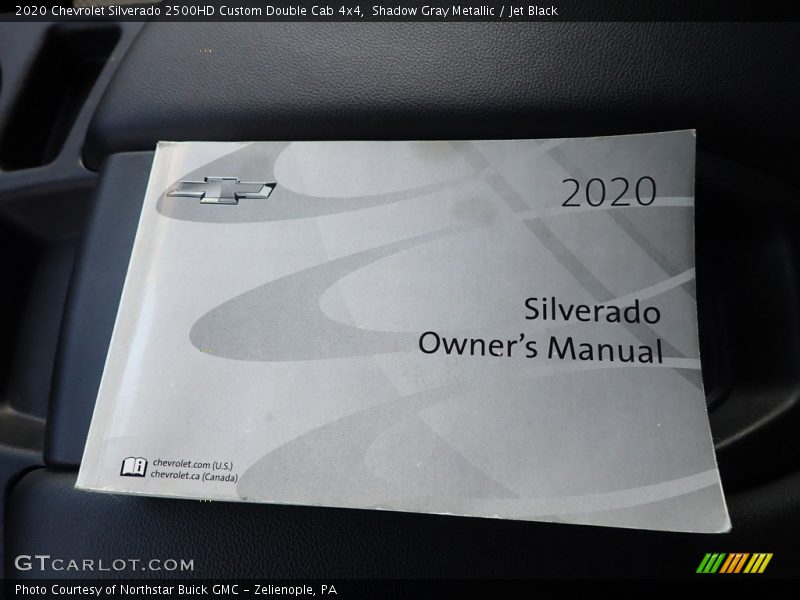 2020 Chevrolet Silverado 2500HD Custom Double Cab 4x4, Shadow Gray Metallic / Jet Black
2020
Silverado
Owner's Manual
chevrolet.com (U.S.)
chevrolet.ca (Canada)
GTCARLOT.COM
Photo Courtesy of Northstar Buick GMC - Zelienople, PA